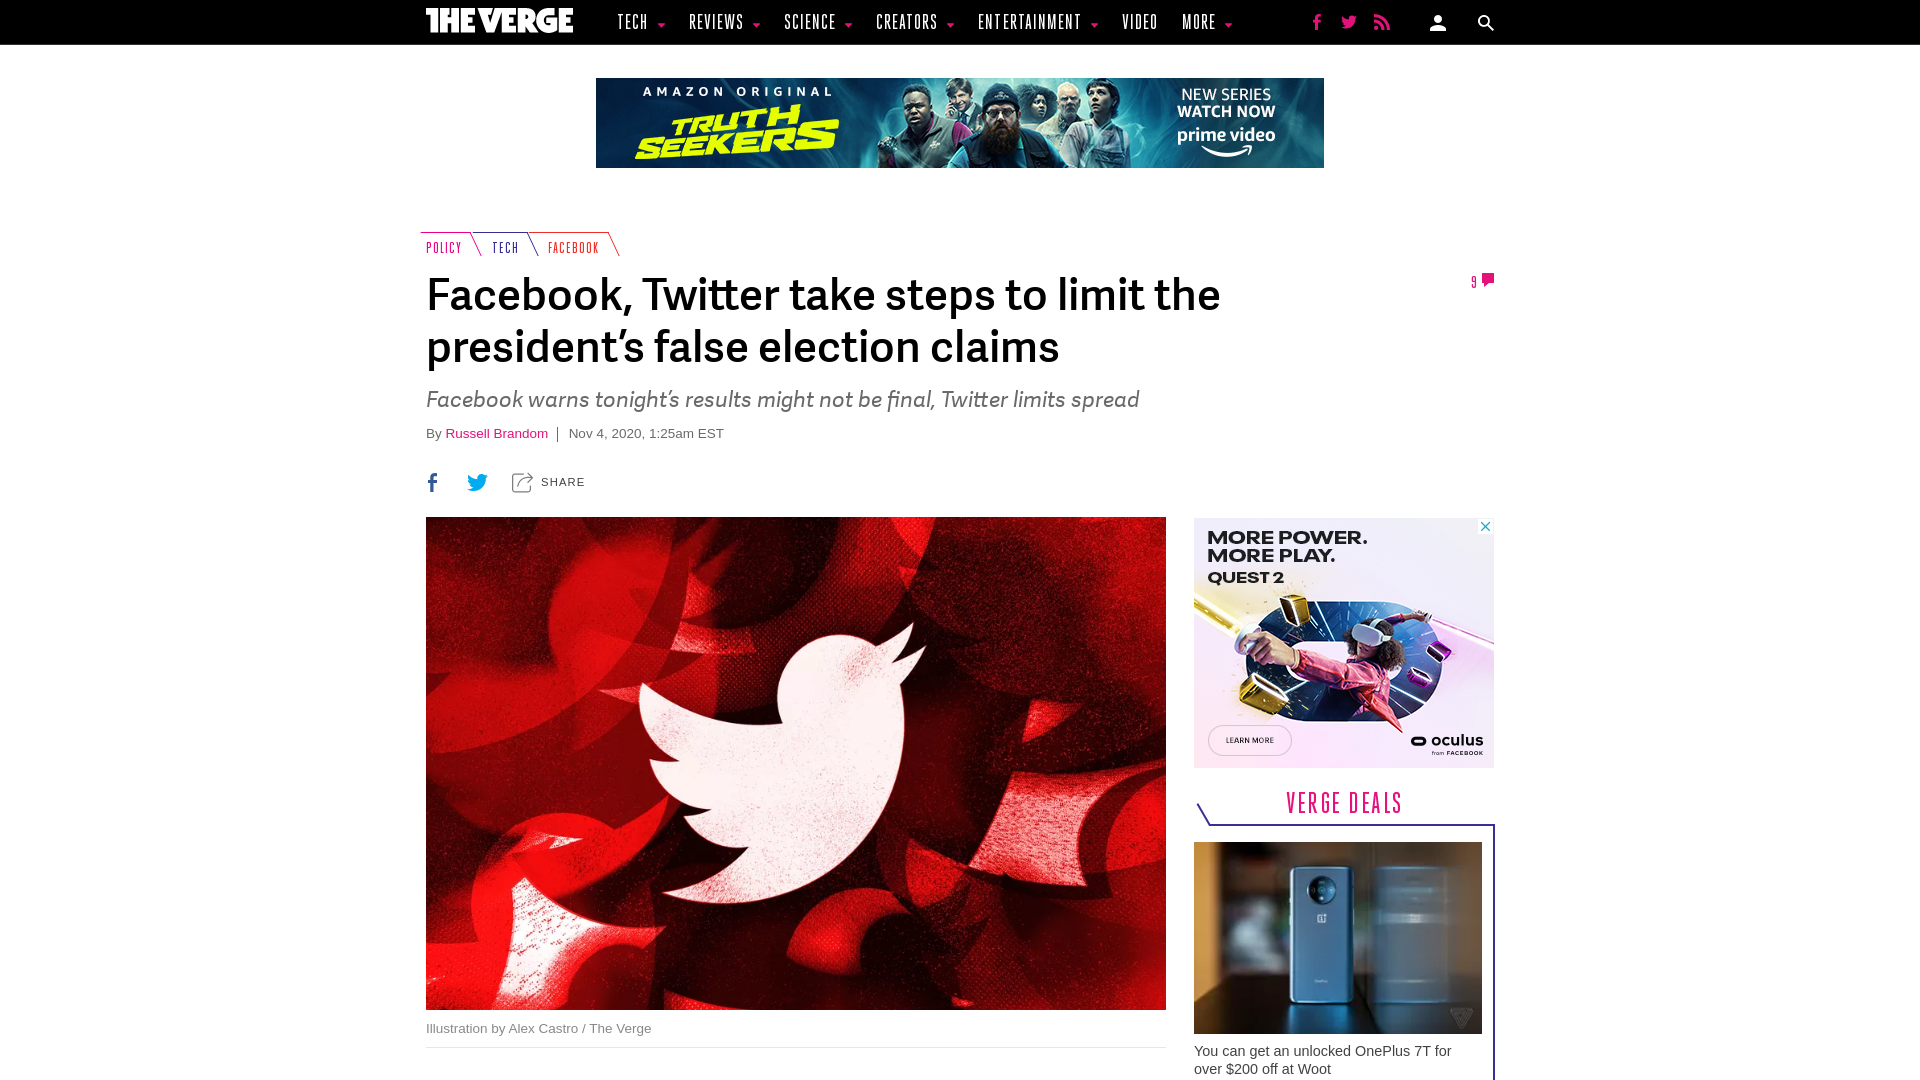 THE VERGE
TECH REVIEWS SCIENCE CREATORS ENTERTAINMENT VIDEO MORE
AMAZON ORIGINAL
TRUTH
SEEKERS
NEW SERIES
WATCH NOW
prime video
POLICY TECH FACEBOOK
Facebook, Twitter take steps to limit the
president’s false election claims
9
Facebook warns tonight’s results might not be final, Twitter limits spread
By Russell Brandom | Nov 4, 2020, 1:25am EST
SHARE
Illustration by Alex Castro / The Verge
MORE POWER.
MORE PLAY.
QUEST 2
LEARN MORE
oculus
from FACEBOOK
VERGE DEALS
You can get an unlocked OnePlus 7T for
over $200 off at Woot